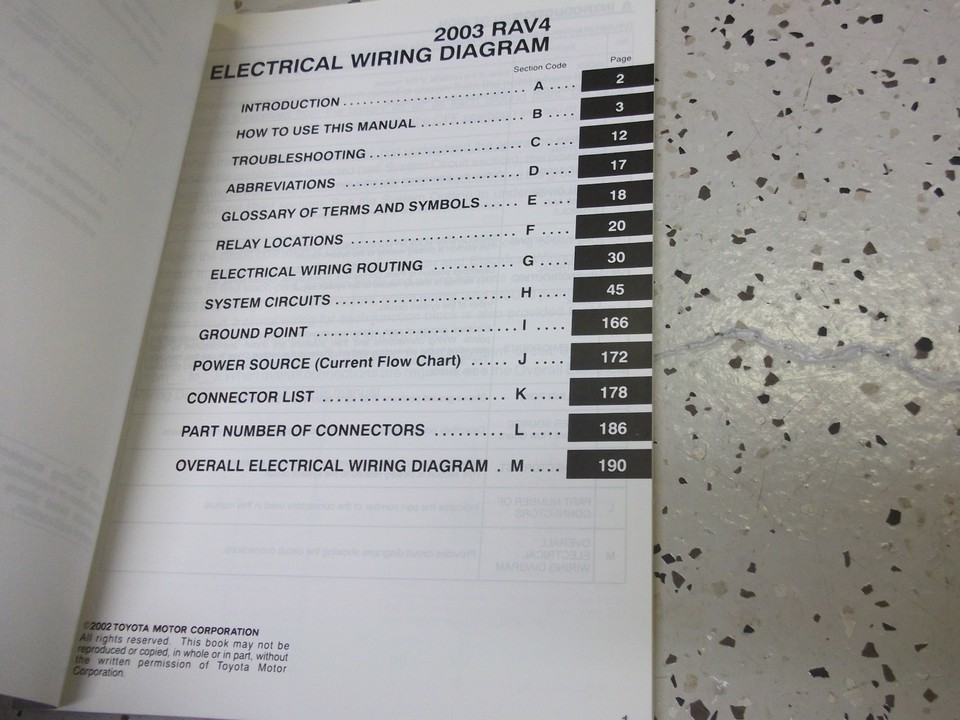 2003 RAV4
ELECTRICAL WIRING DIAGRAM
Section Code Page
INTRODUCTION . . . . . . . . . . . . . . . . . . . . . . . . . . . A . . . . 2
HOW TO USE THIS MANUAL . . . . . . . . . . . . . . . B . . . . 3
TROUBLESHOOTING . . . . . . . . . . . . . . . . . . . . . . C . . . . 12
ABBREVIATIONS . . . . . . . . . . . . . . . . . . . . . . . . . D . . . . 17
GLOSSARY OF TERMS AND SYMBOLS . . . . . E . . . . 18
RELAY LOCATIONS . . . . . . . . . . . . . . . . . . . . . . . F . . . . 20
ELECTRICAL WIRING ROUTING . . . . . . . . . . . G . . . . 30
SYSTEM CIRCUITS . . . . . . . . . . . . . . . . . . . . . . . . H . . . . 45
GROUND POINT . . . . . . . . . . . . . . . . . . . . . . . . . . I . . . . 166
POWER SOURCE (Current Flow Chart) . . . . . J . . . . 172
CONNECTOR LIST . . . . . . . . . . . . . . . . . . . . . . . . K . . . . 178
PART NUMBER OF CONNECTORS . . . . . . . . . L . . . . 186
OVERALL ELECTRICAL WIRING DIAGRAM . M . . . . 190
©2002 TOYOTA MOTOR CORPORATION
All rights reserved. This book may not be
reproduced or copied, in whole or in part, without
the written permission of Toyota Motor
Corporation.